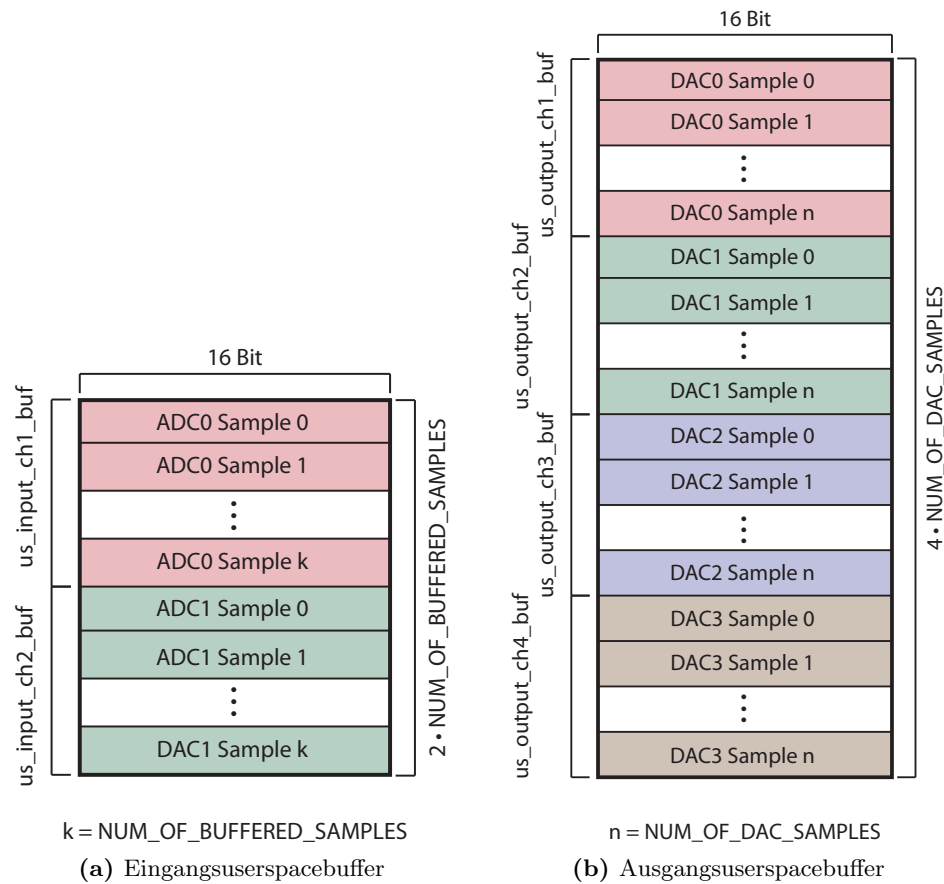 16 Bit
us_input_ch1_buf
ADC0 Sample 0
ADC0 Sample 1
ADC0 Sample k
us_input_ch2_buf
ADC1 Sample 0
ADC1 Sample 1
DAC1 Sample k
2 • NUM_OF_BUFFERED_SAMPLES
k = NUM_OF_BUFFERED_SAMPLES
(a) Eingangsuserspacebuffer
16 Bit
us_output_ch1_buf
DAC0 Sample 0
DAC0 Sample 1
DAC0 Sample n
us_output_ch2_buf
DAC1 Sample 0
DAC1 Sample 1
DAC1 Sample n
us_output_ch3_buf
DAC2 Sample 0
DAC2 Sample 1
DAC2 Sample n
us_output_ch4_buf
DAC3 Sample 0
DAC3 Sample 1
DAC3 Sample n
4 • NUM_OF_DAC_SAMPLES
n = NUM_OF_DAC_SAMPLES
(b) Ausgangsuserspacebuffer